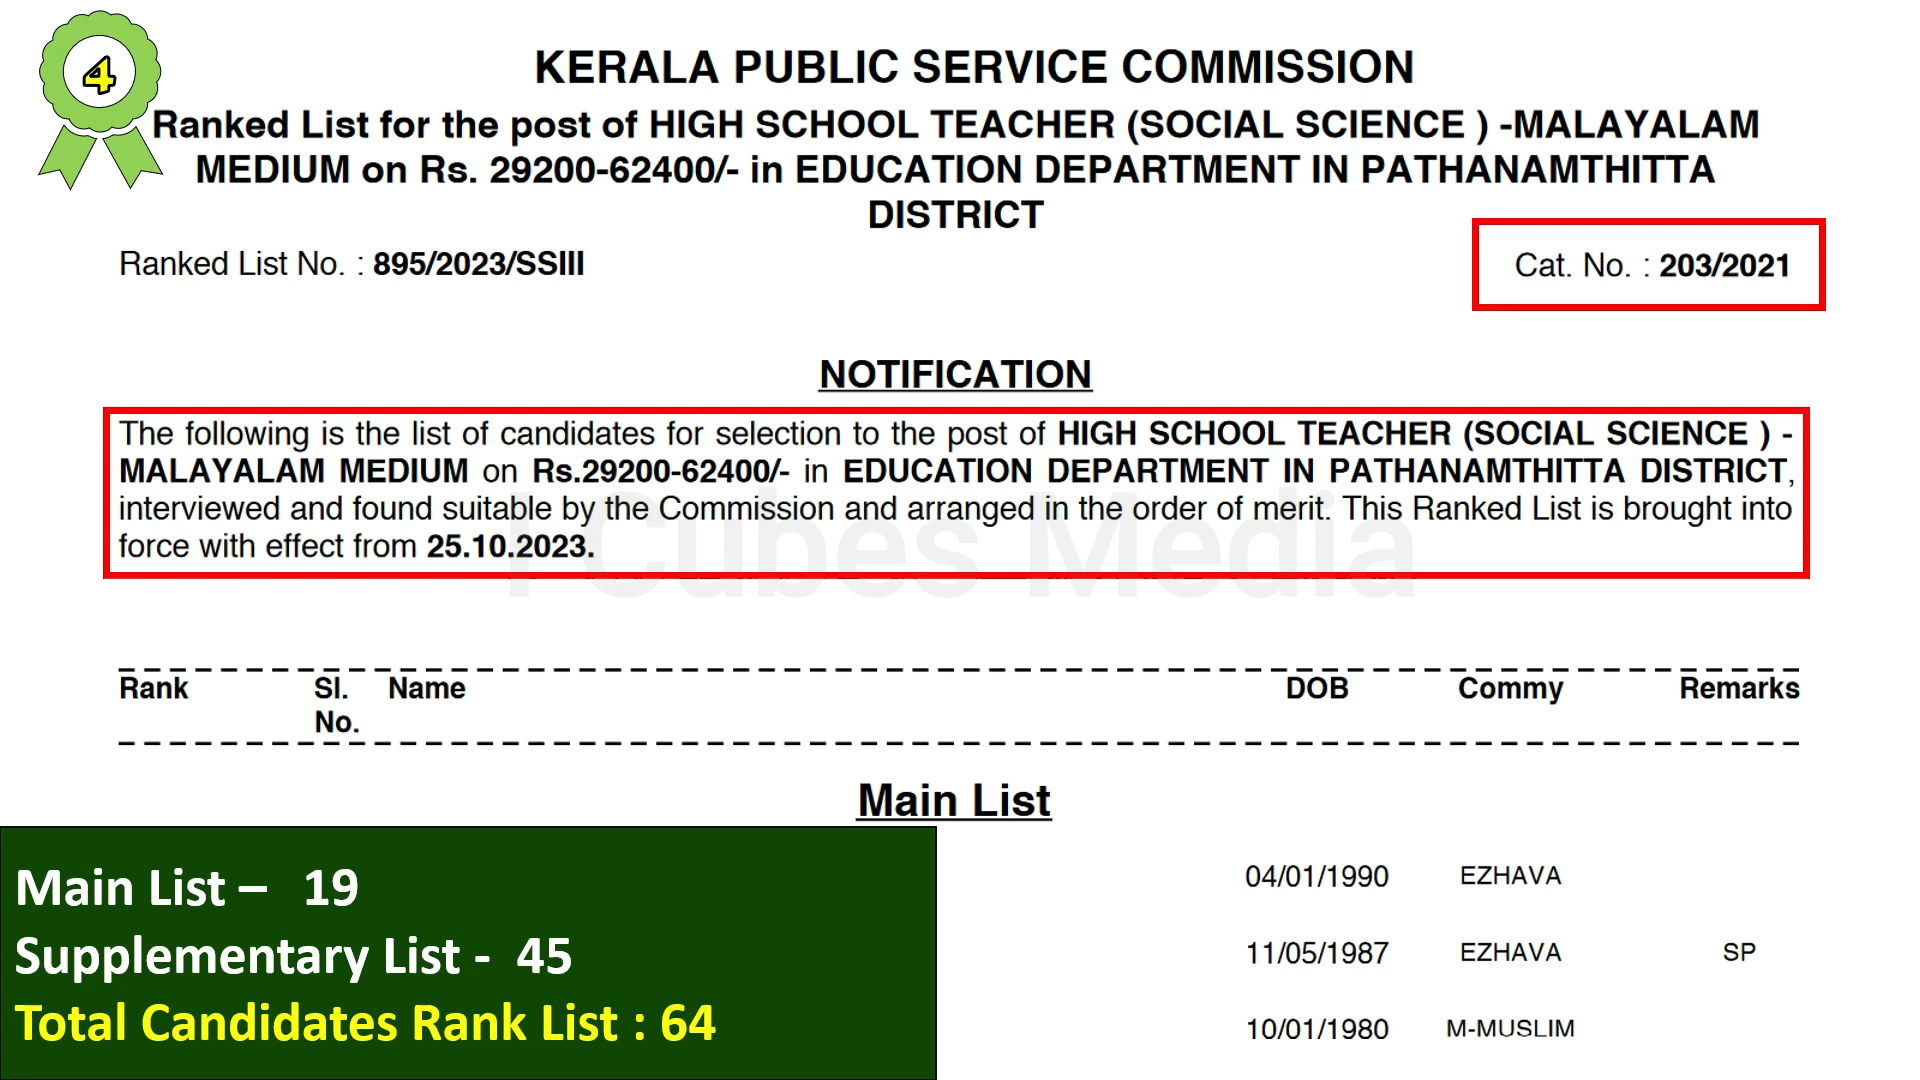 4
KERALA PUBLIC SERVICE COMMISSION
Ranked List for the post of HIGH SCHOOL TEACHER (SOCIAL SCIENCE ) -MALAYALAM
MEDIUM on Rs. 29200-62400/- in EDUCATION DEPARTMENT IN PATHANAMTHITTA
DISTRICT
Ranked List No. : 895/2023/SSIII
Cat. No. : 203/2021
NOTIFICATION
The following is the list of candidates for selection to the post of HIGH SCHOOL TEACHER (SOCIAL SCIENCE ) -
MALAYALAM MEDIUM on Rs.29200-62400/- in EDUCATION DEPARTMENT IN PATHANAMTHITTA DISTRICT,
interviewed and found suitable by the Commission and arranged in the order of merit. This Ranked List is brought into
force with effect from 25.10.2023.
I Cubes Media
Rank Sl. Name DOB Commy Remarks
No.
Main List
04/01/1990 EZHAVA
11/05/1987 EZHAVA SP
10/01/1980 M-MUSLIM
Main List – 19
Supplementary List - 45
Total Candidates Rank List : 64